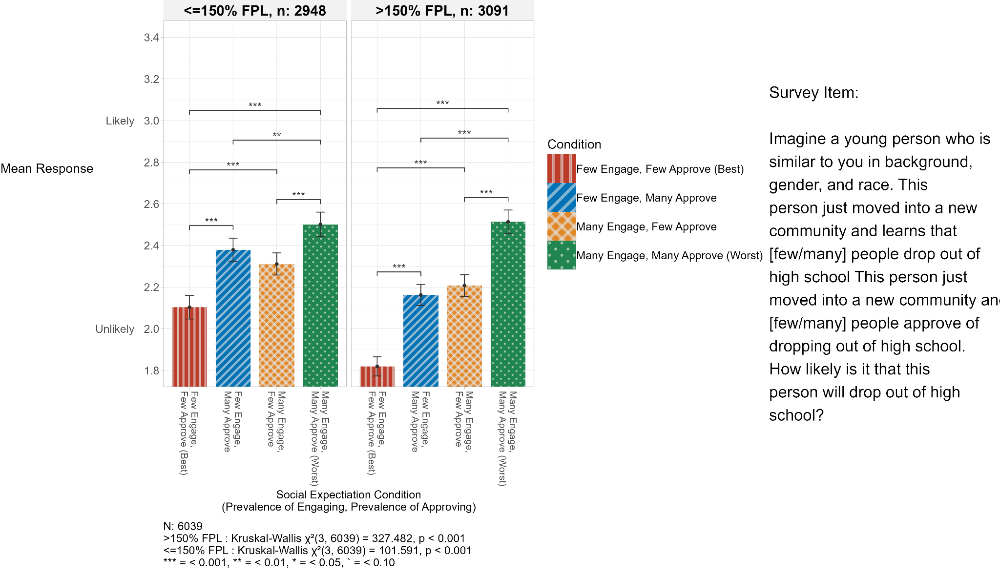 <=150% FPL, n: 2948
>150% FPL, n: 3091
3.4
3.2
Likely 3.0
2.8
2.6
2.4
2.2
Unlikely 2.0
1.8
Mean Response
***
**
***
***
***
***
***
***
***
***
Few Engage,
Few Approve (Best)
Few Engage,
Many Approve
Many Engage,
Few Approve
Many Engage,
Many Approve (Worst)
Few Engage,
Few Approve (Best)
Few Engage,
Many Approve
Many Engage,
Few Approve
Many Engage,
Many Approve (Worst)
Social Expectiation Condition
(Prevalence of Engaging, Prevalence of Approving)
N: 6039
>150% FPL : Kruskal-Wallis χ²(3, 6039) = 327.482, p < 0.001
<=150% FPL : Kruskal-Wallis χ²(3, 6039) = 101.591, p < 0.001
*** = < 0.001, ** = < 0.01, * = < 0.05, ` = < 0.10
Condition
Few Engage, Few Approve (Best)
Few Engage, Many Approve
Many Engage, Few Approve
Many Engage, Many Approve (Worst)
Survey Item:
Imagine a young person who is
similar to you in background,
gender, and race. This
person just moved into a new
community and learns that
[few/many] people drop out of
high school This person just
moved into a new community
[few/many] people approve of
dropping out of high school.
How likely is it that this
person will drop out of high
school?